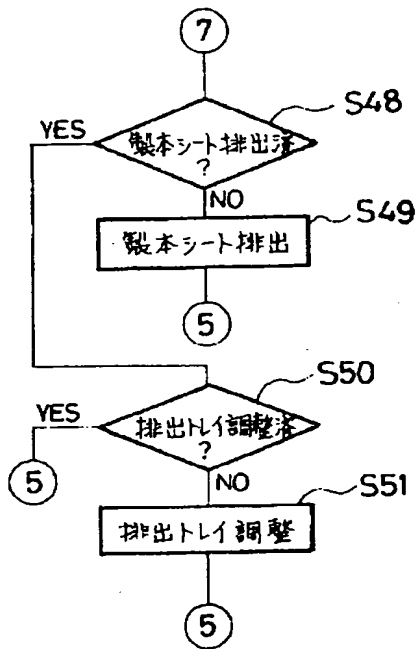 7
S48
YES
製本シート排出済
?
NO
S49
製本シート排出
5
S50
YES
排出トレイ調整済
?
5
NO
S51
排出トレイ調整
5